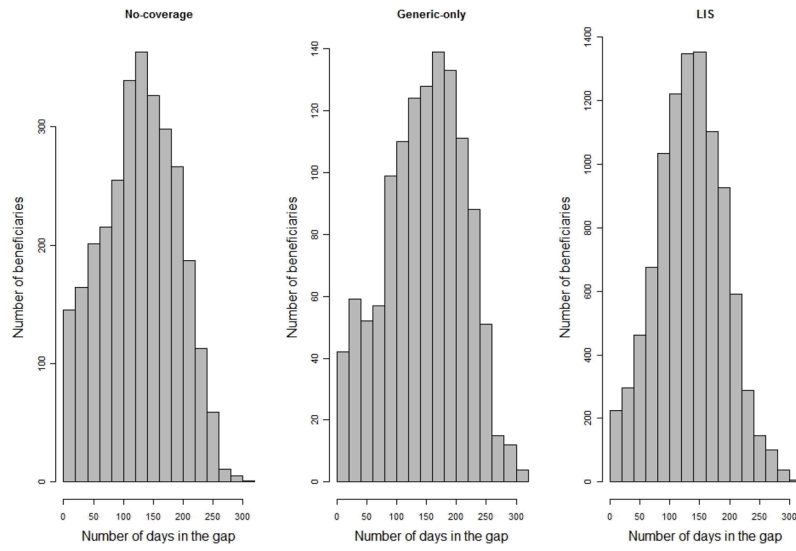 No-coverage
Generic-only
LIS
Number of beneficiaries
0 100 200 300
0 50 100 150 200 250 300
Number of days in the gap
Number of beneficiaries
0 20 40 60 80 100 120 140
0 50 100 150 200 250 300
Number of days in the gap
Number of beneficiaries
0 200 400 600 800 1000 1200 1400
0 50 100 150 200 250 300
Number of days in the gap